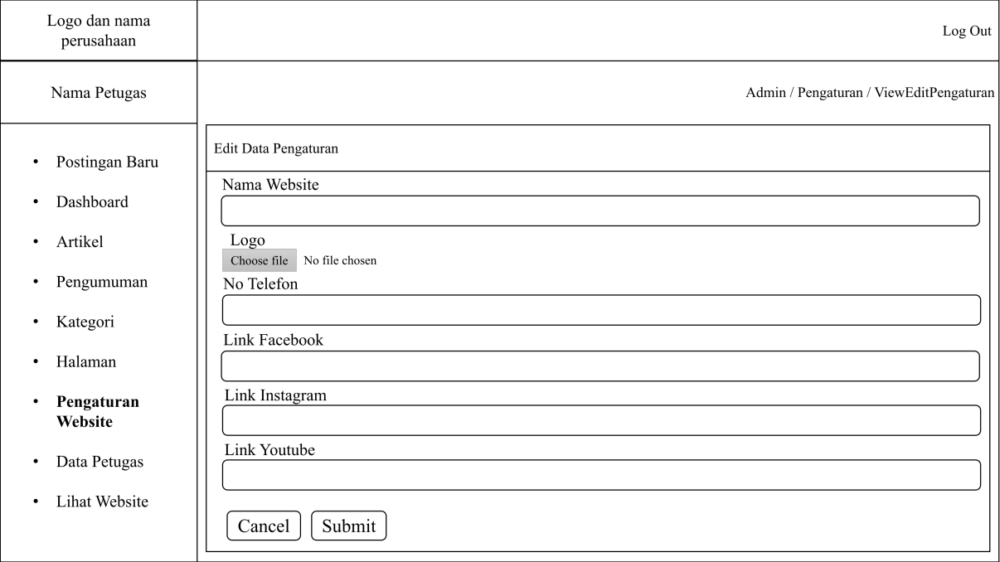 Logo dan nama
perusahaan
Log Out
Nama Petugas
Admin / Pengaturan / ViewEditPengaturan
• Postingan Baru
• Dashboard
• Artikel
• Pengumuman
• Kategori
• Halaman
• Pengaturan
Website
• Data Petugas
• Lihat Website
Edit Data Pengaturan
Nama Website
Logo
Choose file No file chosen
No Telefon
Link Facebook
Link Instagram
Link Youtube
Cancel Submit